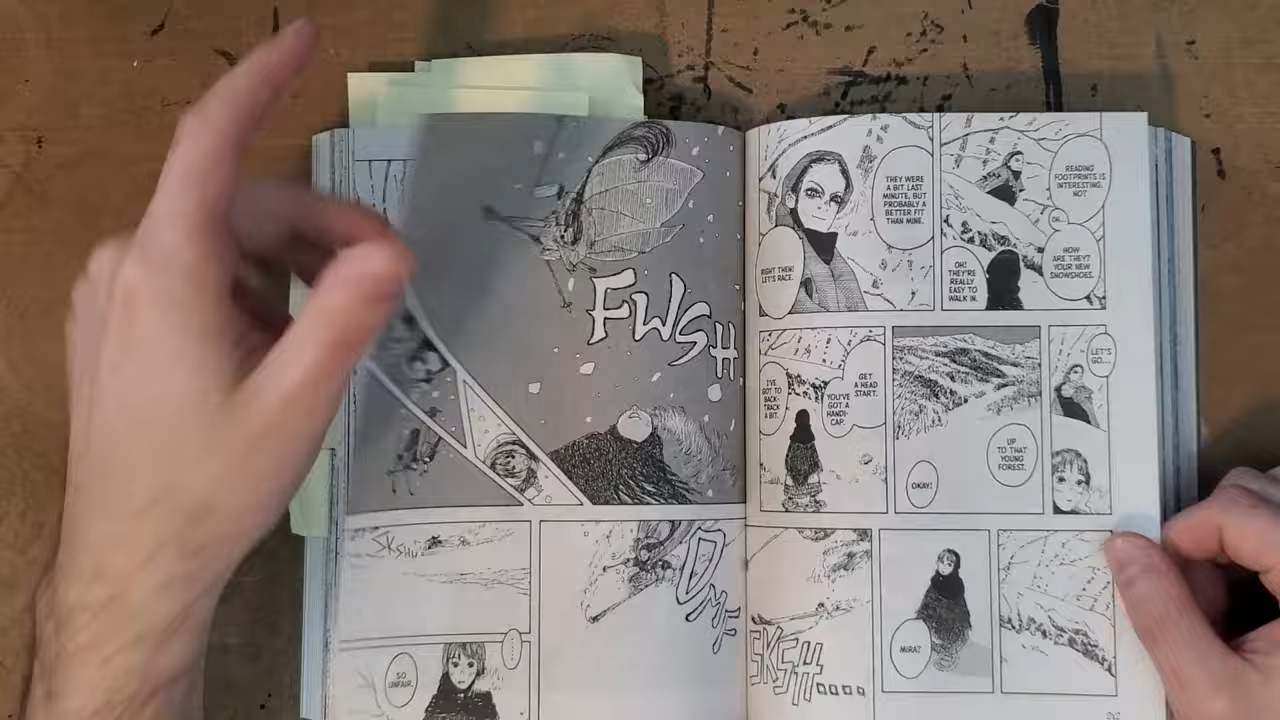 READING
FOOTPRINTS IS
INTERESTING,
NO?
OR...
HOW
ARE THEY?
YOUR NEW
SNOWSHOES.
OH!
THEY'RE
REALLY
EASY TO
WALK IN.
THEY WERE
A BIT LAST
MINUTE, BUT
PROBABLY A
BETTER FIT
THAN MINE.
RIGHT THEN!
LET'S RACE.
LET'S
GO...
UP
TO THAT
YOUNG
FOREST.
OKAY!
GET
A HEAD
START.
YOU'VE
GOT A
HANDI-
CAP.
I'VE
GOT TO
BACK-
TRACK
A BIT.
MIRA?
SKSH....
FWSH
OMF
SKSHH
...
SO
UNFAIR.